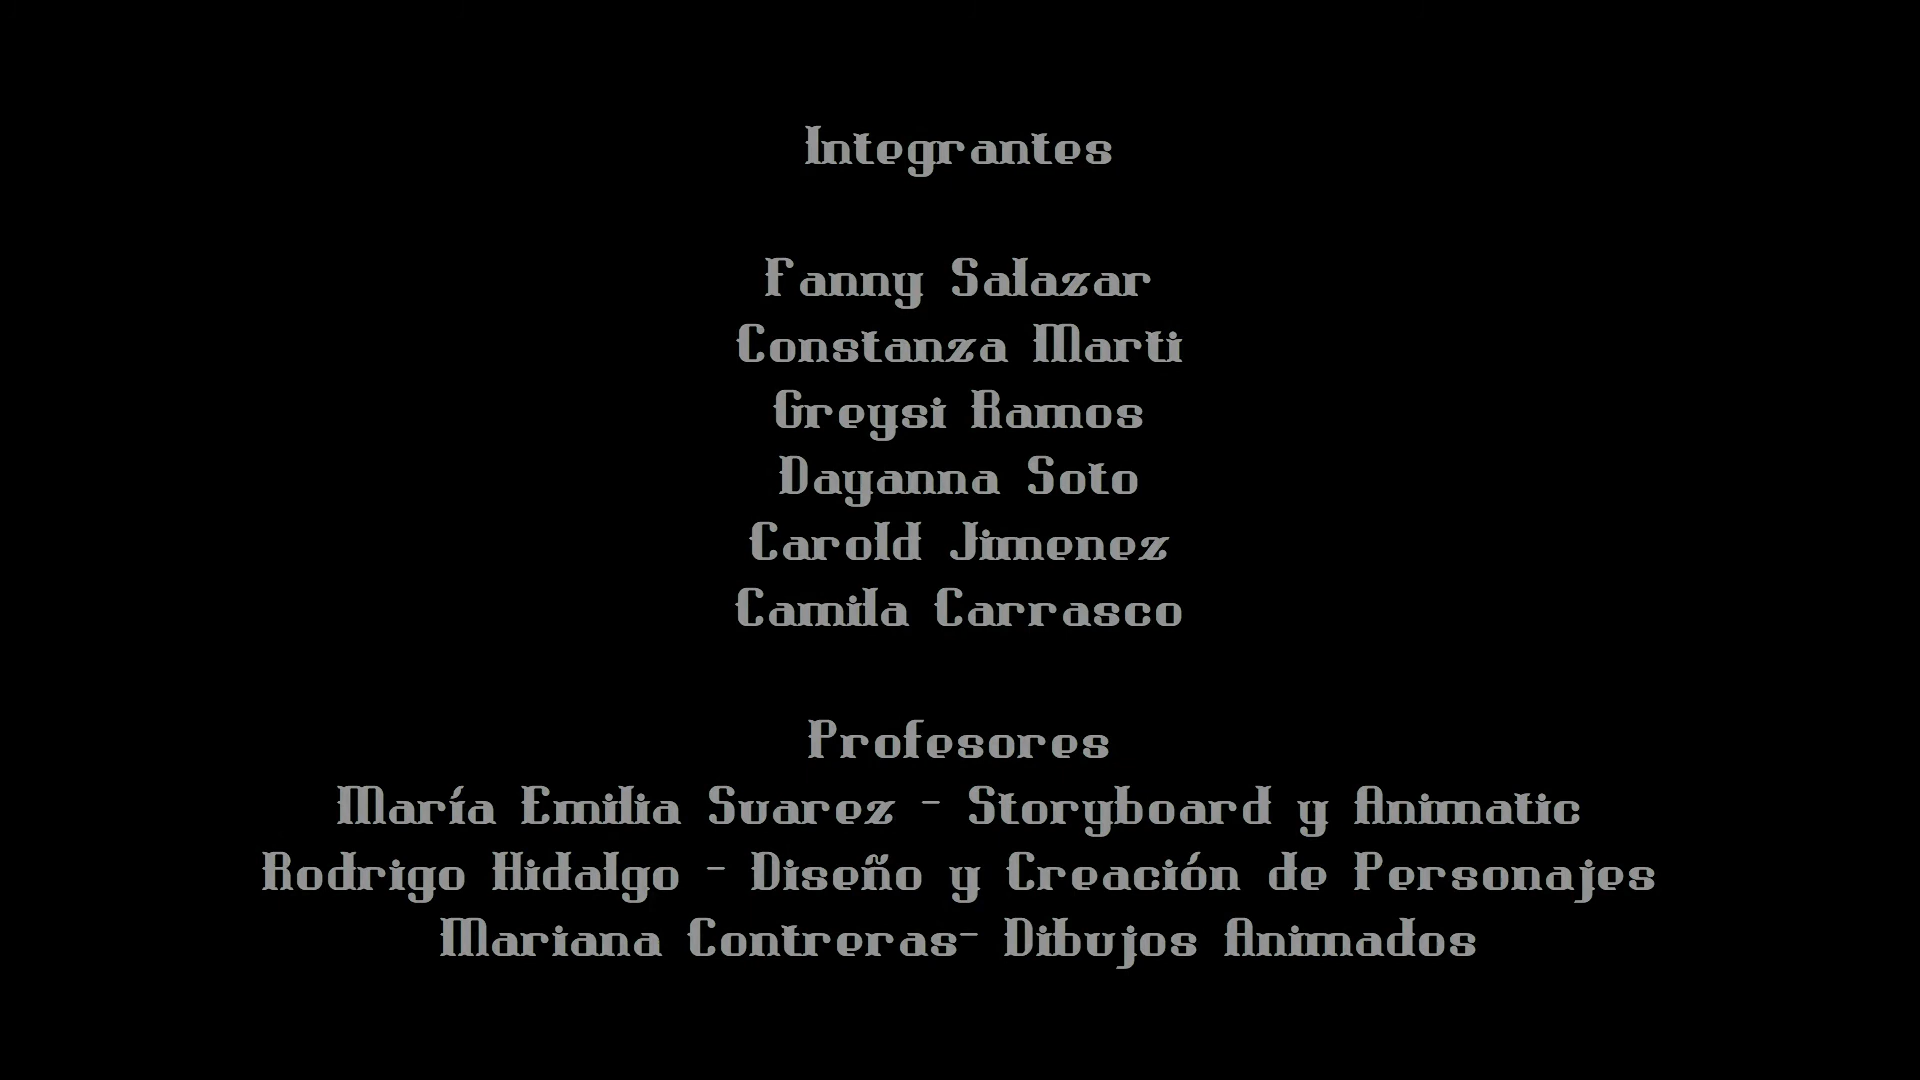 Integrantes
Fanny Salazar
Constanza Marti
Greysi Ramos
Dayanna Soto
Carold Jimenez
Camila Carrasco
Profesores
María Emilia Suarez - Storyboard y Animatic
Rodrigo Hidalgo - Diseño y Creación de Personajes
Mariana Contreras- Dibujos Animados